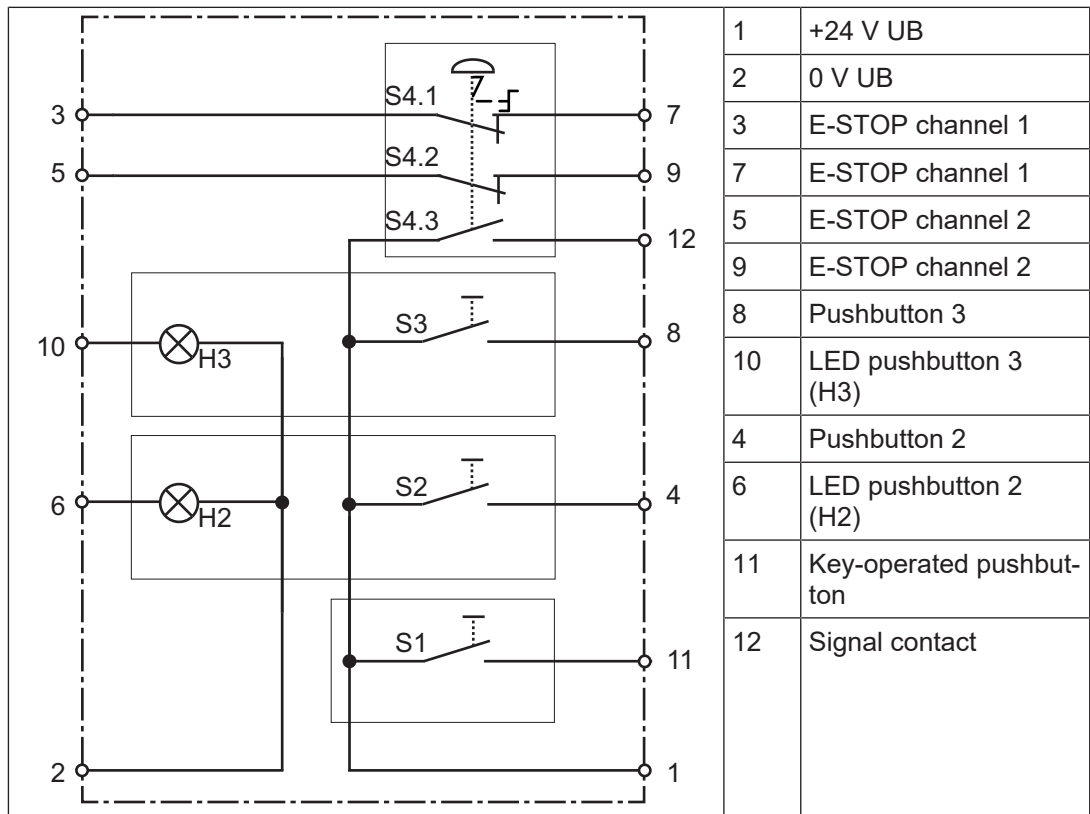 S4.1
3
7
S4.2
5
9
S4.3
12
S3
8
10
H3
S2
4
6
H2
S1
11
2
1
1 +24 V UB
2 0 V UB
3 E-STOP channel 1
7 E-STOP channel 1
5 E-STOP channel 2
9 E-STOP channel 2
8 Pushbutton 3
10 LED pushbutton 3
(H3)
4 Pushbutton 2
6 LED pushbutton 2
(H2)
11 Key-operated pushbut-
ton
12 Signal contact